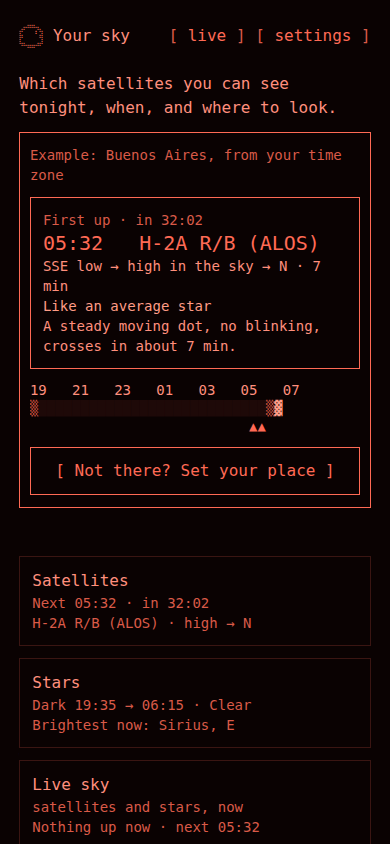 Your sky [ live ] [ settings ]
Which satellites you can see
tonight, when, and where to look.
Example: Buenos Aires, from your time
zone
First up · in 32:02
05:32 H-2A R/B (ALOS)
SSE low → high in the sky → N · 7
min
Like an average star
A steady moving dot, no blinking,
crosses in about 7 min.
19 21 23 01 03 05 07
[ Not there? Set your place ]
Satellites
Next 05:32 · in 32:02
H-2A R/B (ALOS) · high → N
Stars
Dark 19:35 → 06:15 · Clear
Brightest now: Sirius, E
Live sky
satellites and stars, now
Nothing up now · next 05:32